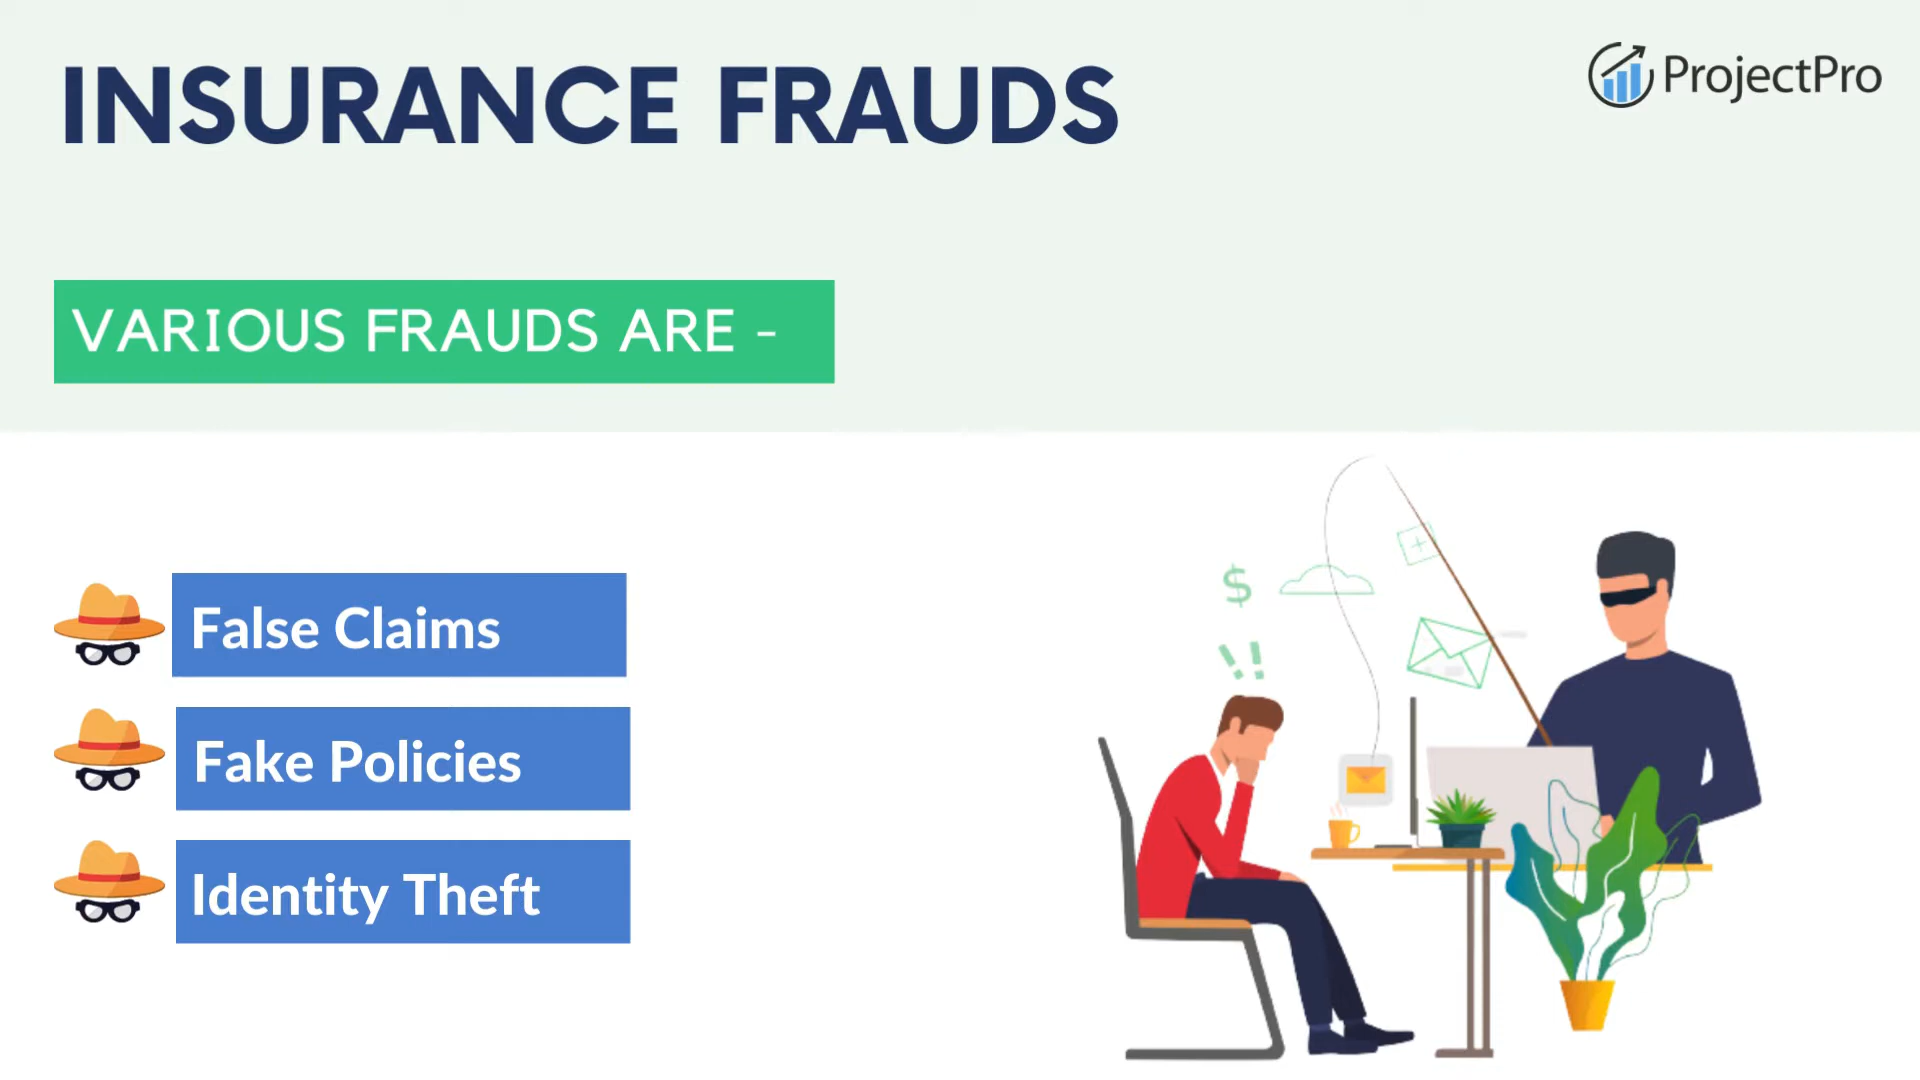 INSURANCE FRAUDS
ProjectPro
VARIOUS FRAUDS ARE -
False Claims
Fake Policies
Identity Theft
$
!!